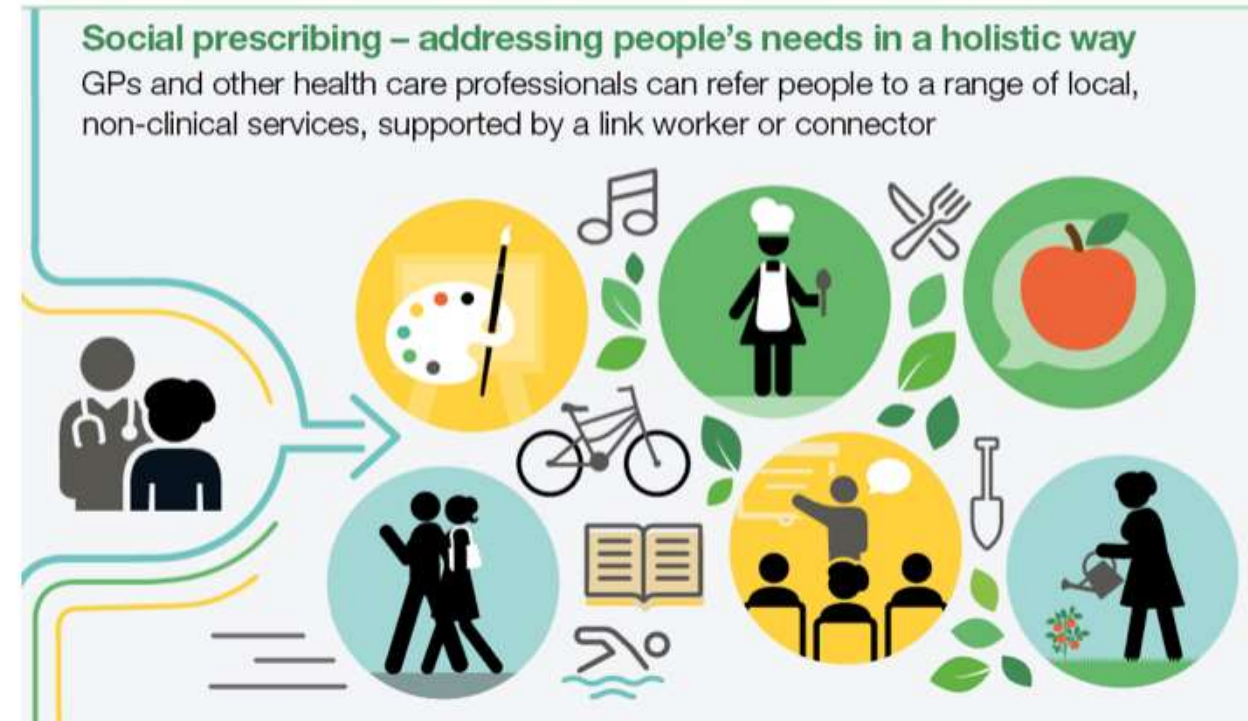 Social prescribing – addressing people's needs in a holistic way
GPs and other health care professionals can refer people to a range of local,
non-clinical services, supported by a link worker or connector